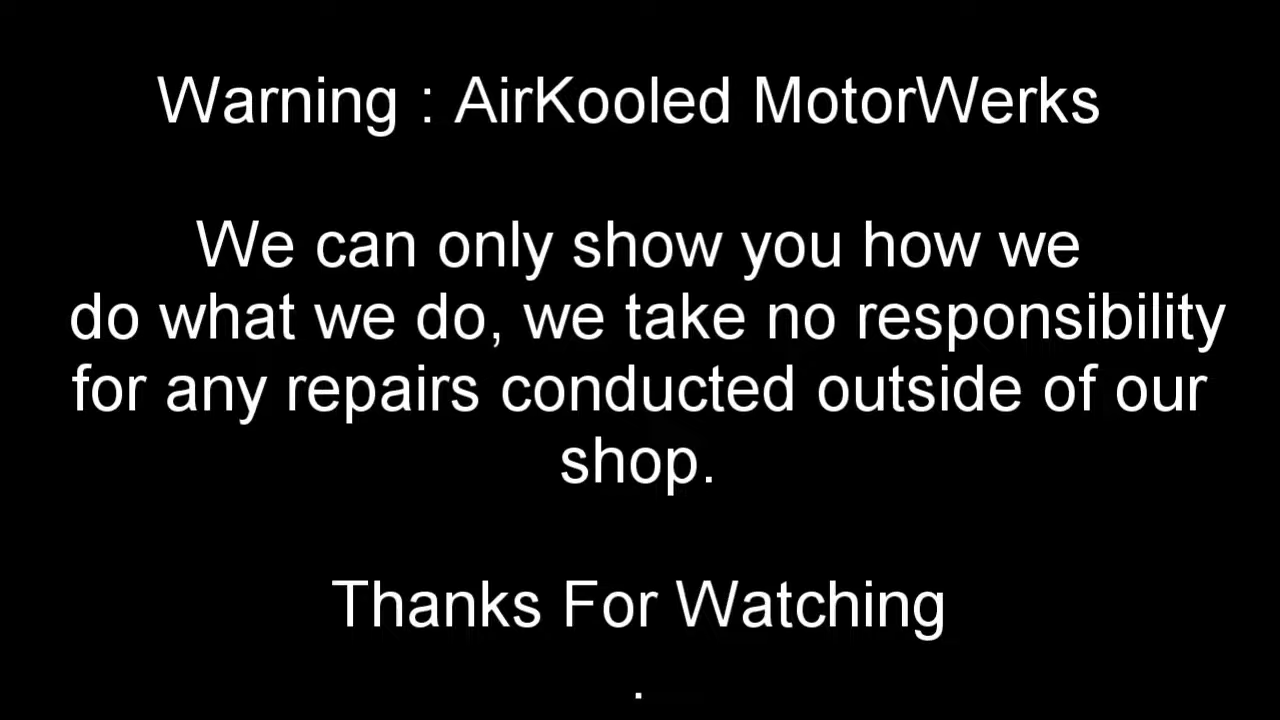 Warning : AirKooled MotorWerks
We can only show you how we
do what we do, we take no responsibility
for any repairs conducted outside of our
shop.
Thanks For Watching
.